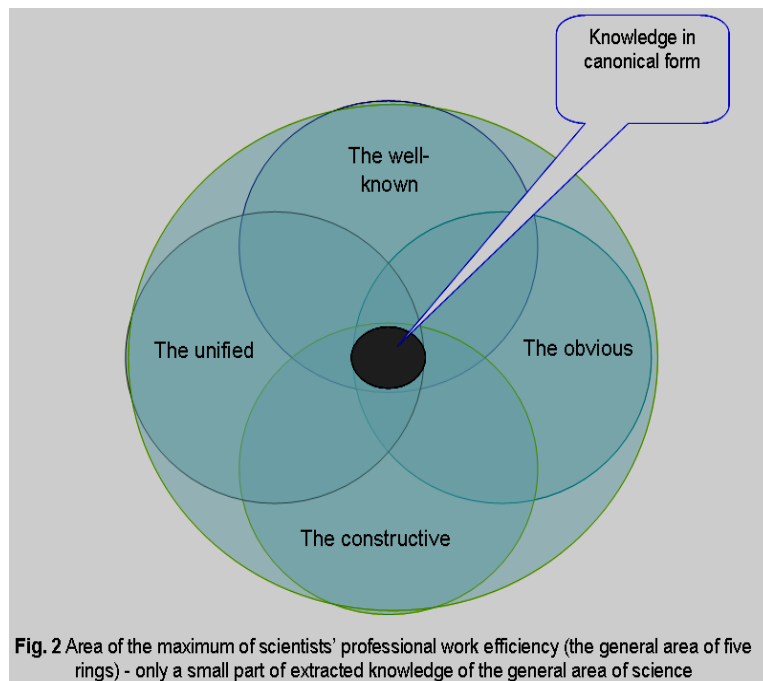 Knowledge in
canonical form
The well-
known
The unified
The obvious
The constructive
Fig. 2 Area of the maximum of scientists' professional work efficiency (the general area of five
rings) - only a small part of extracted knowledge of the general area of science